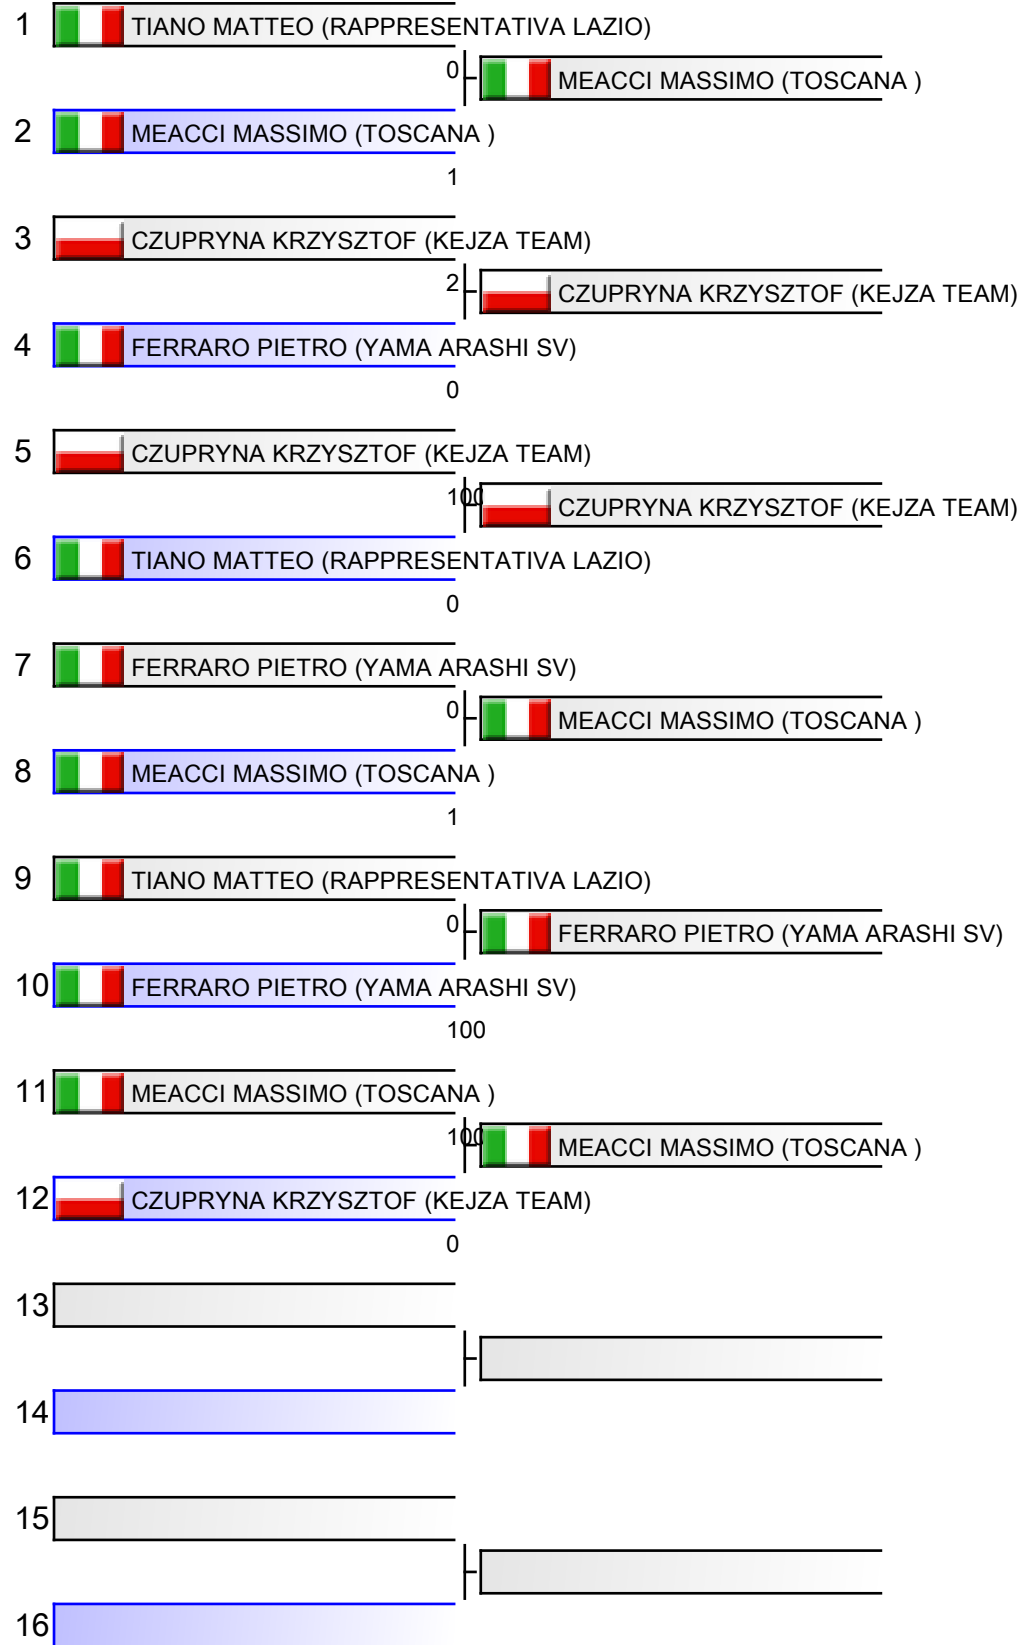 1 TIANO MATTEO (RAPPRESENTATIVA LAZIO)
0 MEACCI MASSIMO (TOSCANA )
2 MEACCI MASSIMO (TOSCANA )
1
3 CZUPRYNA KRZYSZTOF (KEJZA TEAM)
2 CZUPRYNA KRZYSZTOF (KEJZA TEAM)
4 FERRARO PIETRO (YAMA ARASHI SV)
0
5 CZUPRYNA KRZYSZTOF (KEJZA TEAM)
100 CZUPRYNA KRZYSZTOF (KEJZA TEAM)
6 TIANO MATTEO (RAPPRESENTATIVA LAZIO)
0
7 FERRARO PIETRO (YAMA ARASHI SV)
0 MEACCI MASSIMO (TOSCANA )
8 MEACCI MASSIMO (TOSCANA )
1
9 TIANO MATTEO (RAPPRESENTATIVA LAZIO)
0 FERRARO PIETRO (YAMA ARASHI SV)
10 FERRARO PIETRO (YAMA ARASHI SV)
100
11 MEACCI MASSIMO (TOSCANA )
100 MEACCI MASSIMO (TOSCANA )
12 CZUPRYNA KRZYSZTOF (KEJZA TEAM)
0
13
14
15
16